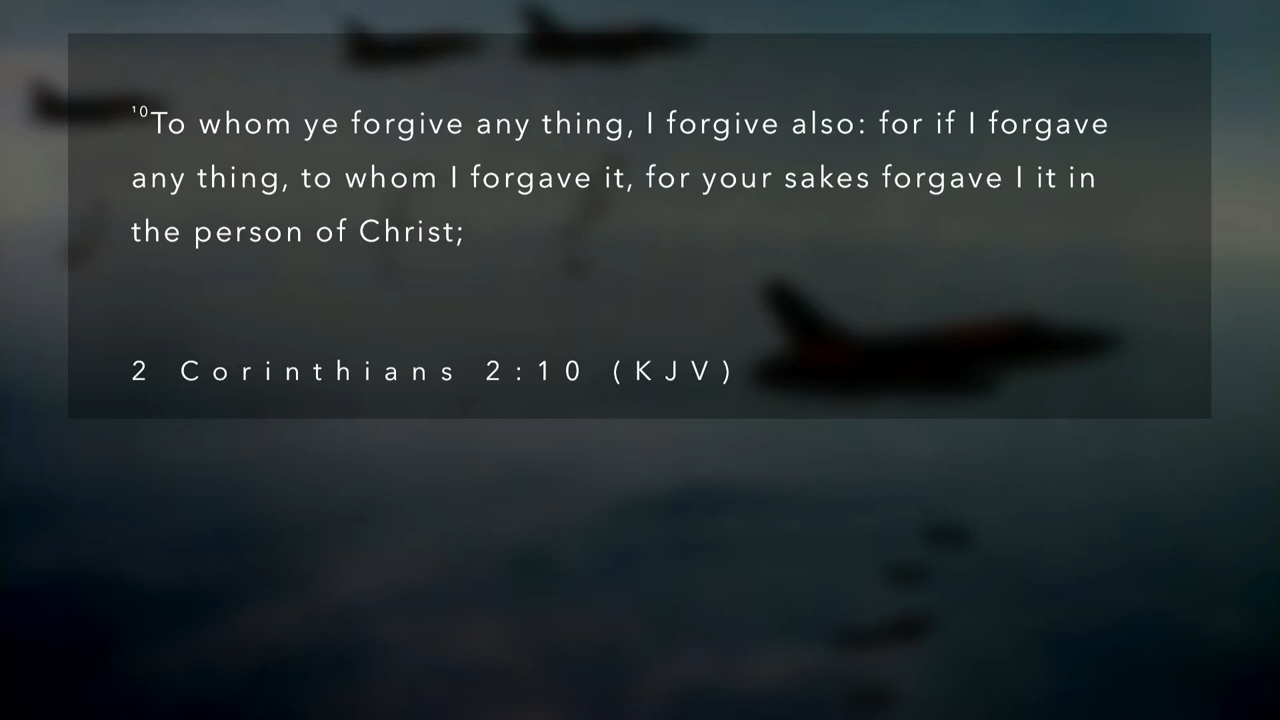 ¹⁰To whom ye forgive any thing, I forgive also: for if I forgave
any thing, to whom I forgave it, for your sakes forgave I it in
the person of Christ;
2 Corinthians 2:10 (KJV)